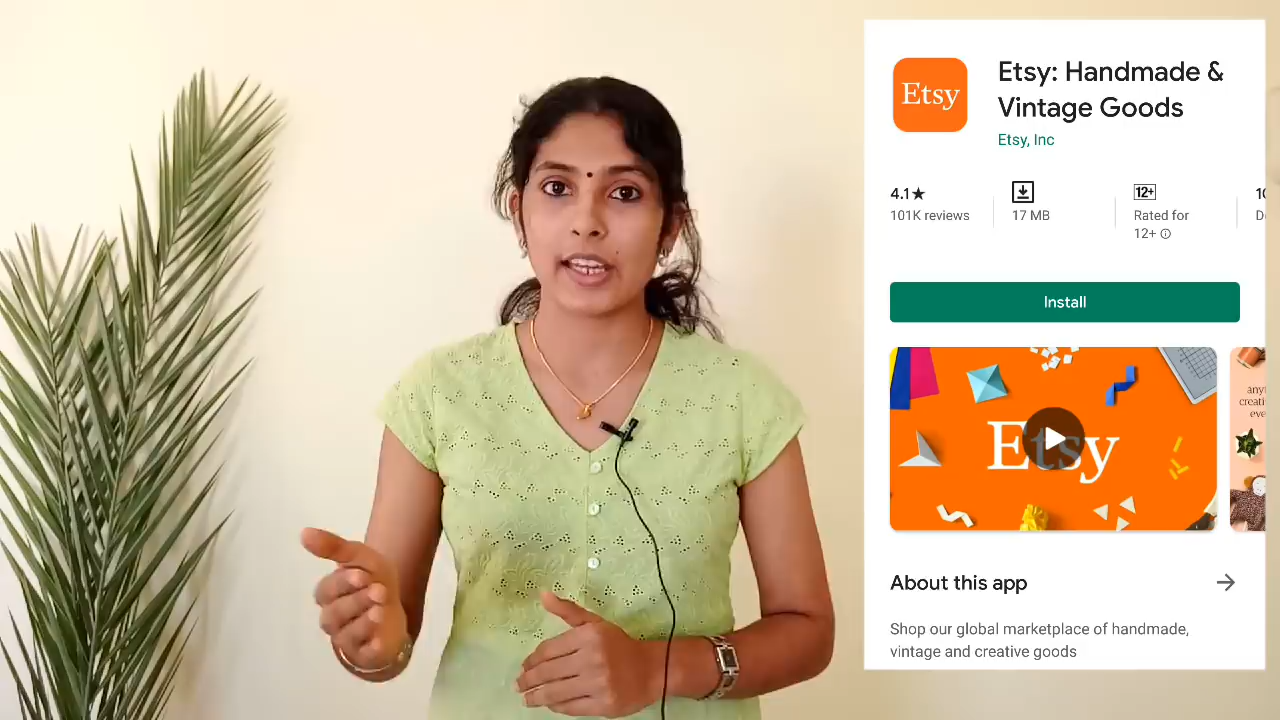 Etsy
Etsy: Handmade &
Vintage Goods
Etsy, Inc
4.1★
101K reviews
17 MB
12+
Rated for
12+
Install
Etsy
About this app
Shop our global marketplace of handmade,
vintage and creative goods